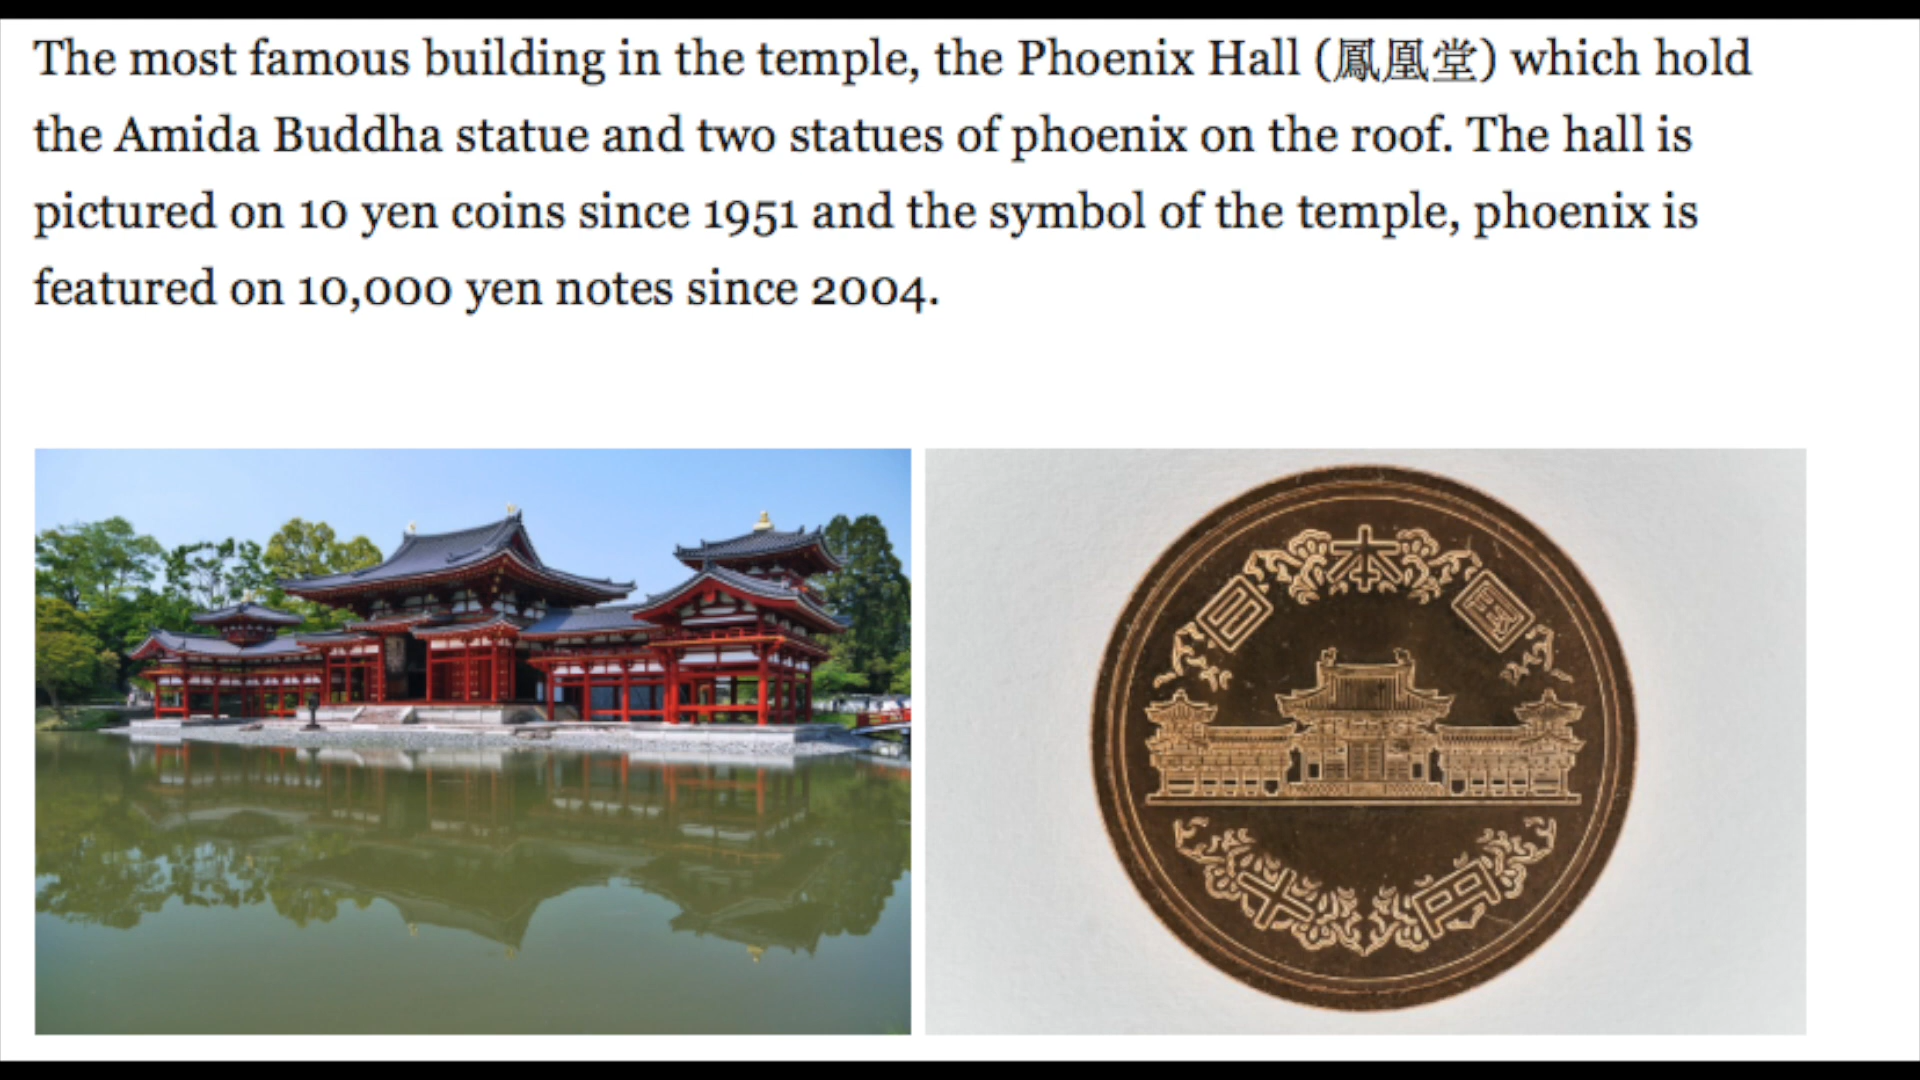 The most famous building in the temple, the Phoenix Hall (鳳凰堂) which hold
the Amida Buddha statue and two statues of phoenix on the roof. The hall is
pictured on 10 yen coins since 1951 and the symbol of the temple, phoenix is
featured on 10,000 yen notes since 2004.
日本国
十円